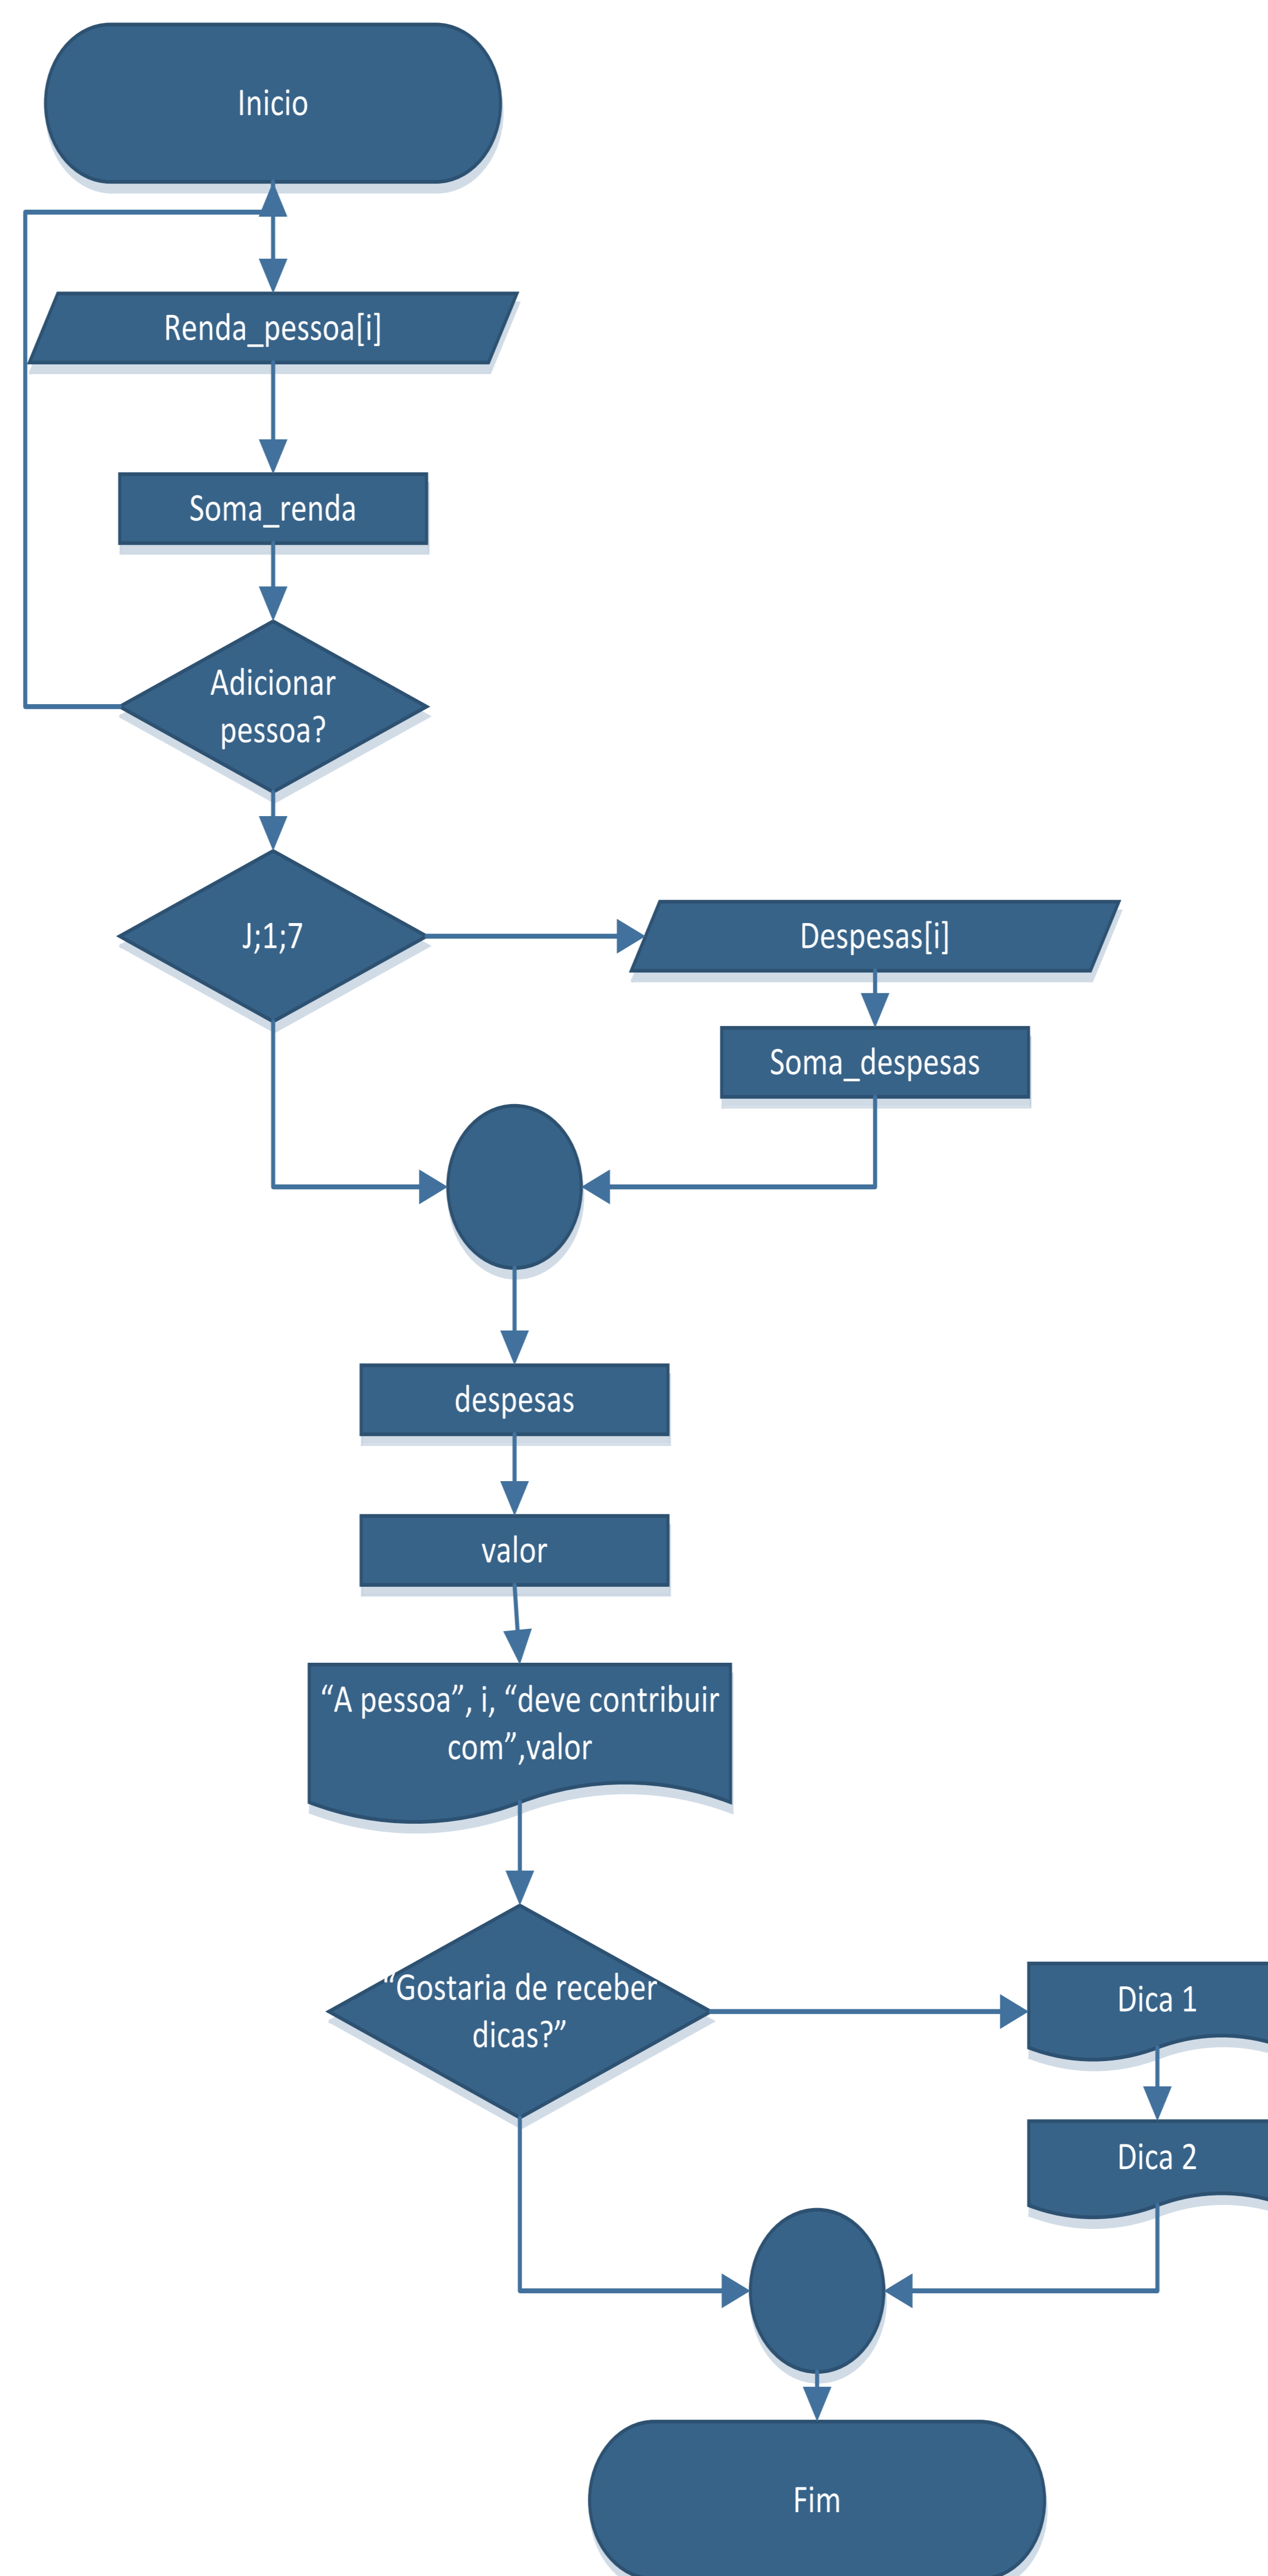 Inicio
Renda_pessoa[i]
Soma_renda
Adicionar
pessoa?
J;1;7
Despesas[i]
Soma_despesas
despesas
valor
“A pessoa”, i, “deve contribuir
com”,valor
“Gostaria de receber
dicas?”
Dica 1
Dica 2
Fim